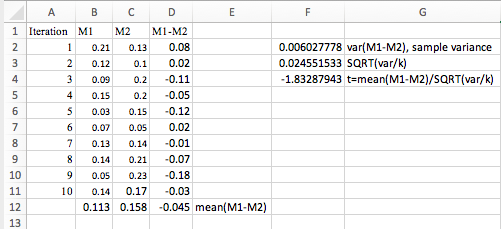 A B C D E F G
1 Iteration M1 M2 M1-M2
2 1 0.21 0.13 0.08 0.006027778 var(M1-M2), sample variance
3 2 0.12 0.1 0.02 0.024551533 SQRT(var/k)
4 3 0.09 0.2 -0.11 -1.83287943 t=mean(M1-M2)/SQRT(var/k)
5 4 0.15 0.2 -0.05
6 5 0.03 0.15 -0.12
7 6 0.07 0.05 0.02
8 7 0.13 0.14 -0.01
9 8 0.14 0.21 -0.07
10 9 0.05 0.23 -0.18
11 10 0.14 0.17 -0.03
12 0.113 0.158 -0.045 mean(M1-M2)
13